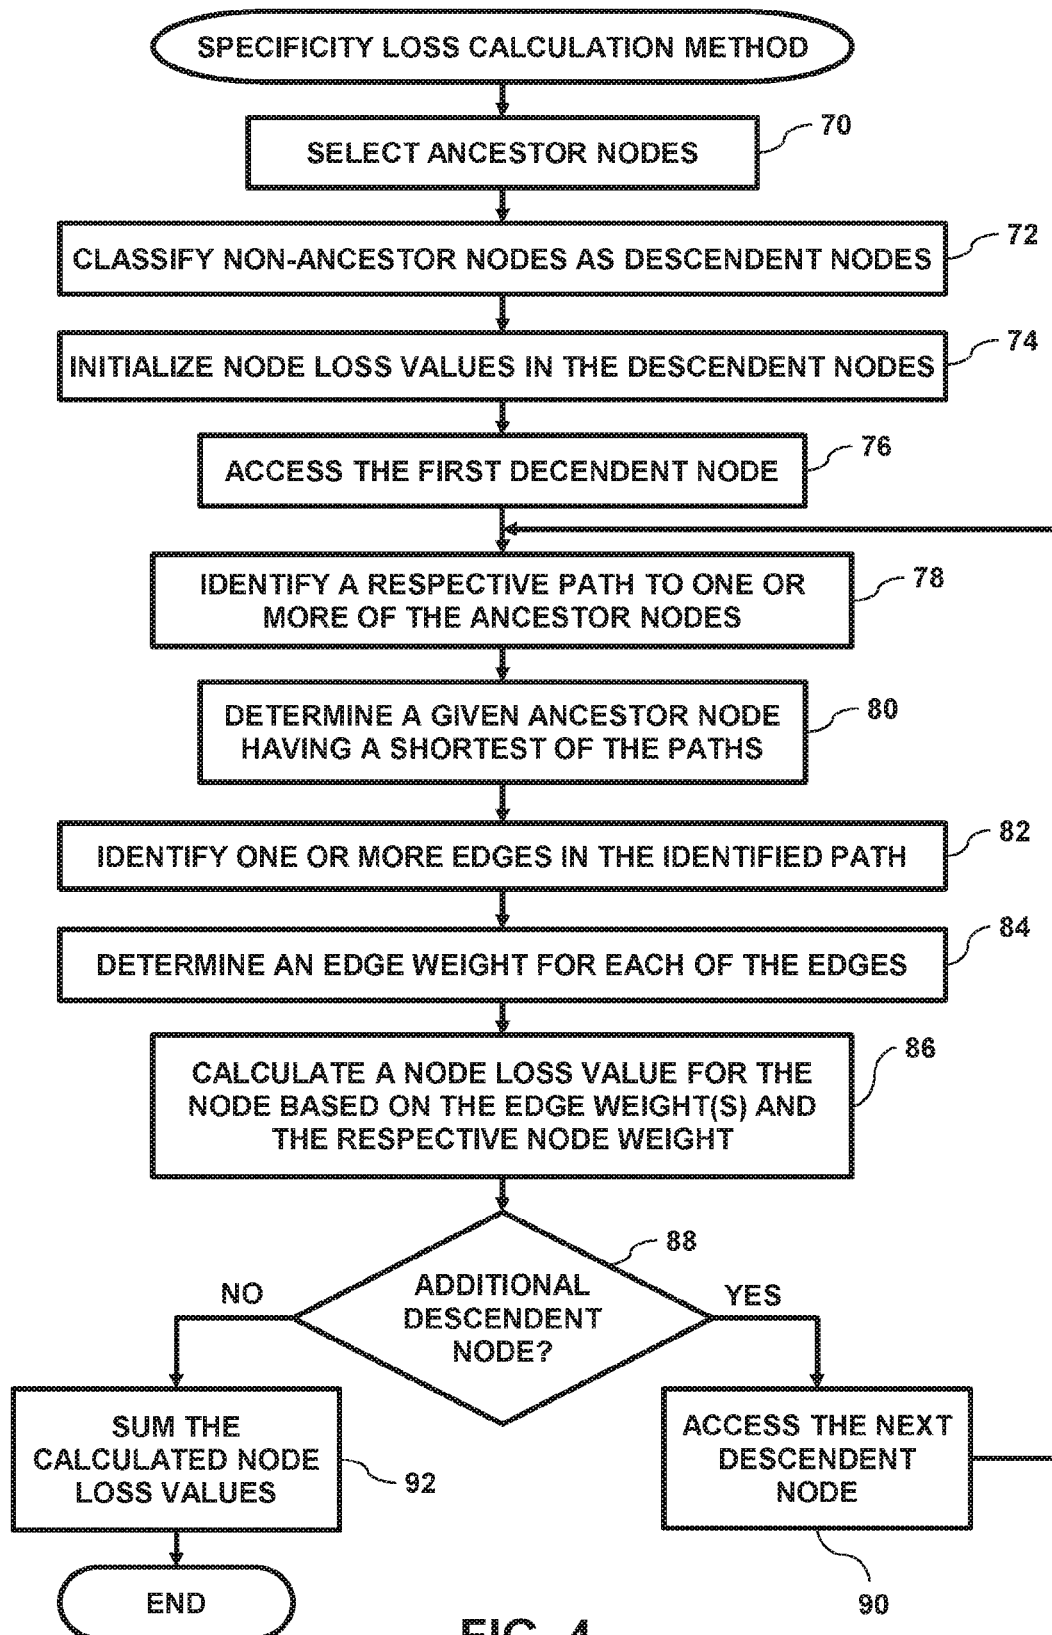 SPECIFICITY LOSS CALCULATION METHOD
70
SELECT ANCESTOR NODES
72
CLASSIFY NON-ANCESTOR NODES AS DESCENDENT NODES
74
INITIALIZE NODE LOSS VALUES IN THE DESCENDENT NODES
76
ACCESS THE FIRST DECENDENT NODE
78
IDENTIFY A RESPECTIVE PATH TO ONE OR
MORE OF THE ANCESTOR NODES
80
DETERMINE A GIVEN ANCESTOR NODE
HAVING A SHORTEST OF THE PATHS
82
IDENTIFY ONE OR MORE EDGES IN THE IDENTIFIED PATH
84
DETERMINE AN EDGE WEIGHT FOR EACH OF THE EDGES
86
CALCULATE A NODE LOSS VALUE FOR THE
NODE BASED ON THE EDGE WEIGHT(S) AND
THE RESPECTIVE NODE WEIGHT
88
ADDITIONAL
DESCENDENT
NODE?
NO
YES
SUM THE
CALCULATED NODE
LOSS VALUES
92
ACCESS THE NEXT
DESCENDENT
NODE
90
END
FIG. 4